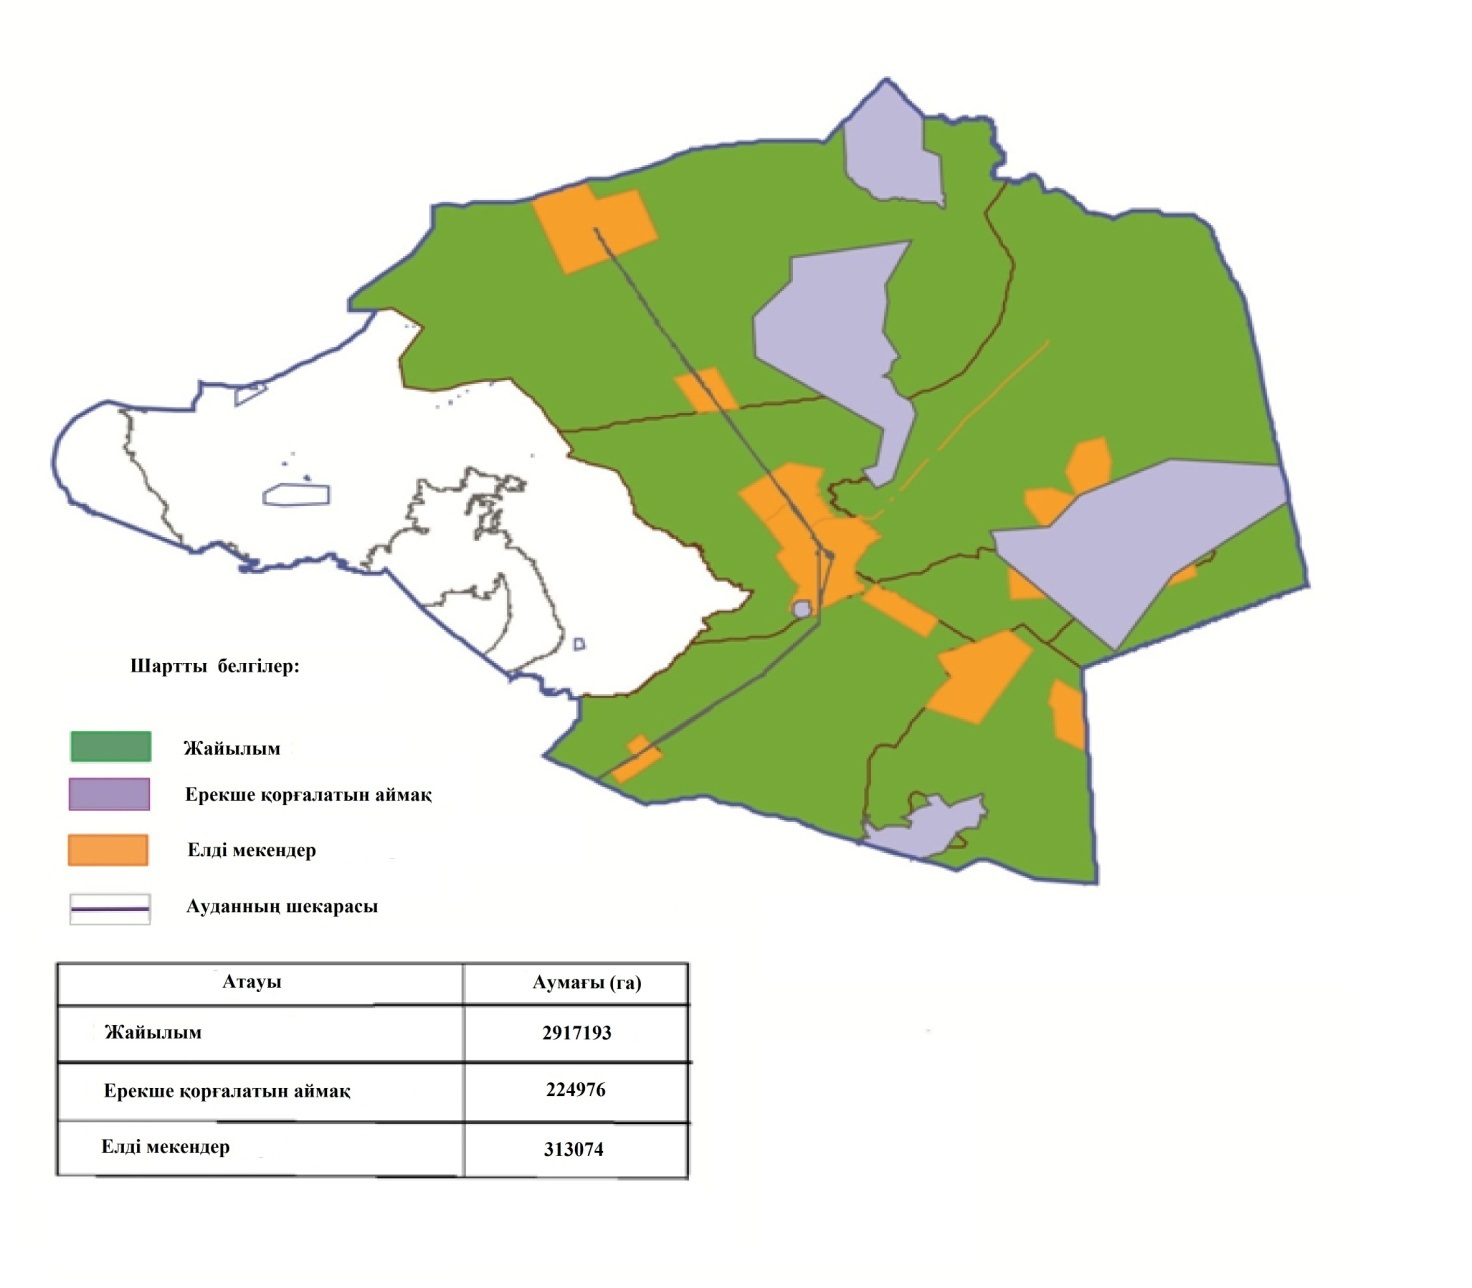 Шартты белгілер:
Жайылым
Ерекше қорғалатын аймақ
Елді мекендер
Ауданның шекарасы
Атауы Аумағы (га)
Жайылым 2917193
Ерекше қорғалатын аймақ 224976
Елді мекендер 313074